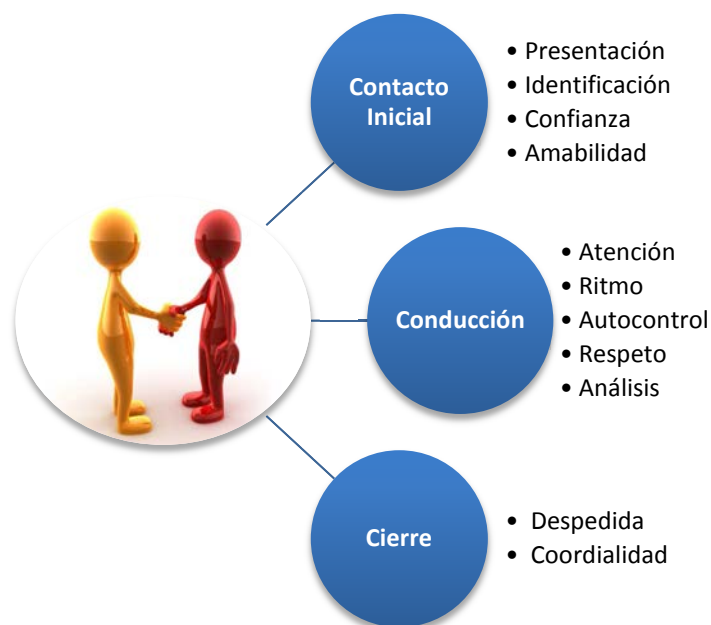 Contacto
Inicial
• Presentación
• Identificación
• Confianza
• Amabilidad
Conducción
• Atención
• Ritmo
• Autocontrol
• Respeto
• Análisis
Cierre
• Despedida
• Coordialidad